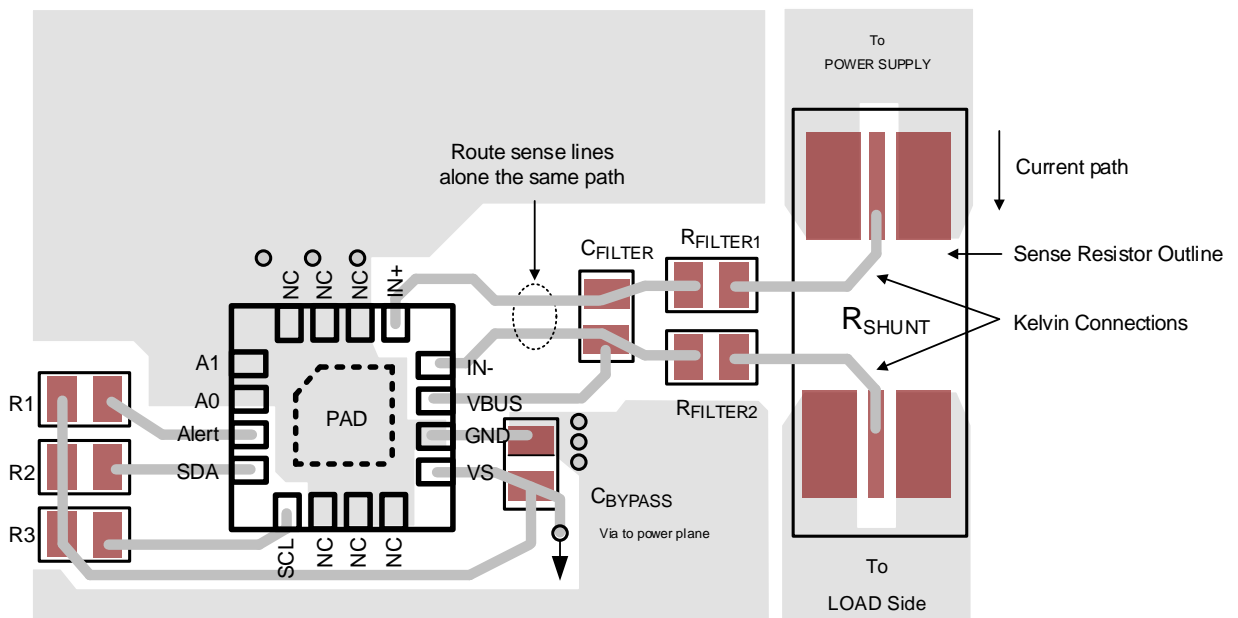 To
POWER SUPPLY
Route sense lines
alone the same path
Current path
CFILTER
RFILTER1
Sense Resistor Outline
NC
NC
NC
IN+
RSHUNT
Kelvin Connections
A1
IN-
R1
A0
PAD
VBUS
RFILTER2
Alert
GND
R2
SDA
VS
CBYPASS
R3
Via to power plane
SCL
NC
NC
NC
To
LOAD Side